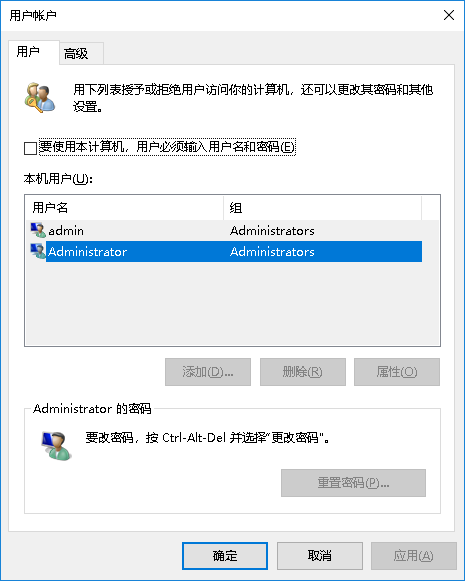 用户帐户
用户
高级
用下列表授予或拒绝用户访问你的计算机，还可以更改其密码和其他
设置。
要使用本计算机，用户必须输入用户名和密码(E)
本机用户(U):
用户名 组
admin Administrators
Administrator Administrators
添加(D)... 删除(R) 属性(O)
Administrator 的密码
要改密码，按 Ctrl-Alt-Del 并选择"更改密码"。
重置密码(P)...
确定 取消 应用(A)